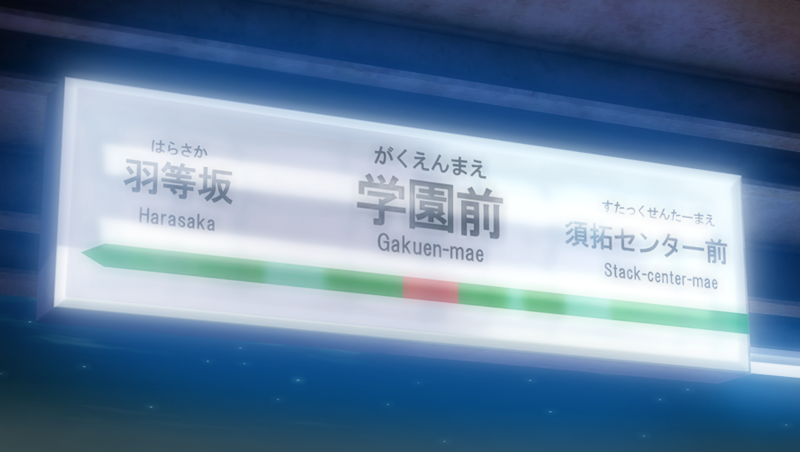 はらさか
羽等坂
Harasaka
がくえんまえ
学園前
Gakuen-mae
すたっくせんたーまえ
須拓センター前
Stack-center-mae